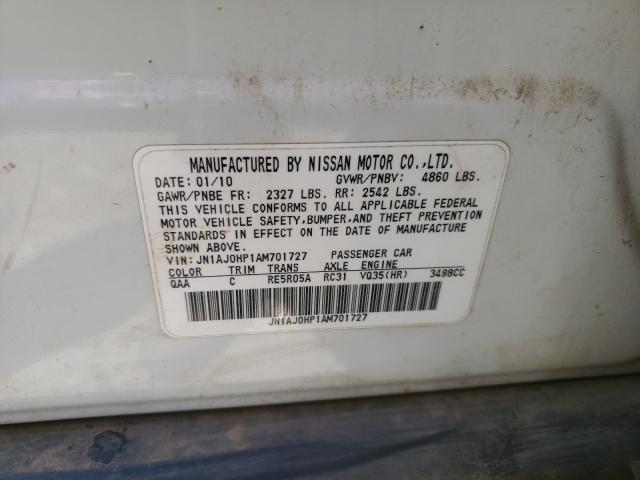 MANUFACTURED BY NISSAN MOTOR CO.,LTD.
DATE: 01/10 GVWR/PNBV: 4860 LBS.
GAWR/PNBE FR: 2327 LBS. RR: 2542 LBS.
THIS VEHICLE CONFORMS TO ALL APPLICABLE FEDERAL
MOTOR VEHICLE SAFETY, BUMPER, AND THEFT PREVENTION
STANDARDS IN EFFECT ON THE DATE OF MANUFACTURE
SHOWN ABOVE.
VIN: JN1AJ0HP1AM701727 PASSENGER CAR
COLOR TRIM TRANS AXLE ENGINE
QAA C RE5R05A RC31 VQ35(HR) 3498CC
JN1AJ0HP1AM701727